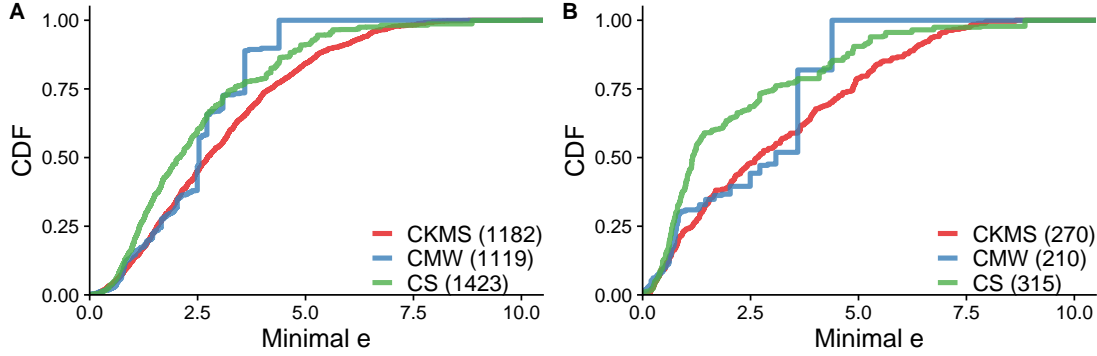 A
1.00
0.75
0.50
0.25
0.00
CDF
0.0 2.5 5.0 7.5 10.0
Minimal e
CKMS (1182)
CMW (1119)
CS (1423)
B
1.00
0.75
0.50
0.25
0.00
CDF
0.0 2.5 5.0 7.5 10.0
Minimal e
CKMS (270)
CMW (210)
CS (315)